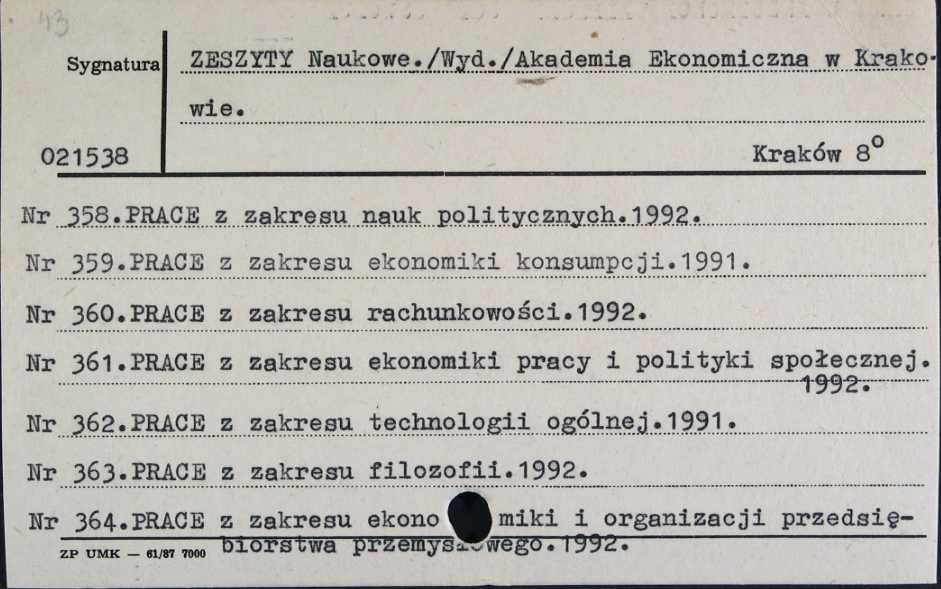 43
Sygnatura
ZESZYTY Naukowe./Wyd./Akademia Ekonomiczna w Krako-
wie.
021538
Kraków 8º
Nr 358.PRACE z zakresu nauk politycznych.1992.
Nr 359.PRACE z zakresu ekonomiki konsumpcji.1991.
Nr 360.PRACE z zakresu rachunkowości.1992.
Nr 361.PRACE z zakresu ekonomiki pracy i polityki społecznej.
1992.
Nr 362.PRACE z zakresu technologii ogólnej.1991.
Nr 363.PRACE z zakresu filozofii.1992.
Nr 364.PRACE z zakresu ekono miki i organizacji przedsię-
biorstwa przemysłowego.1992.
ZP UMK — 61/87 7000